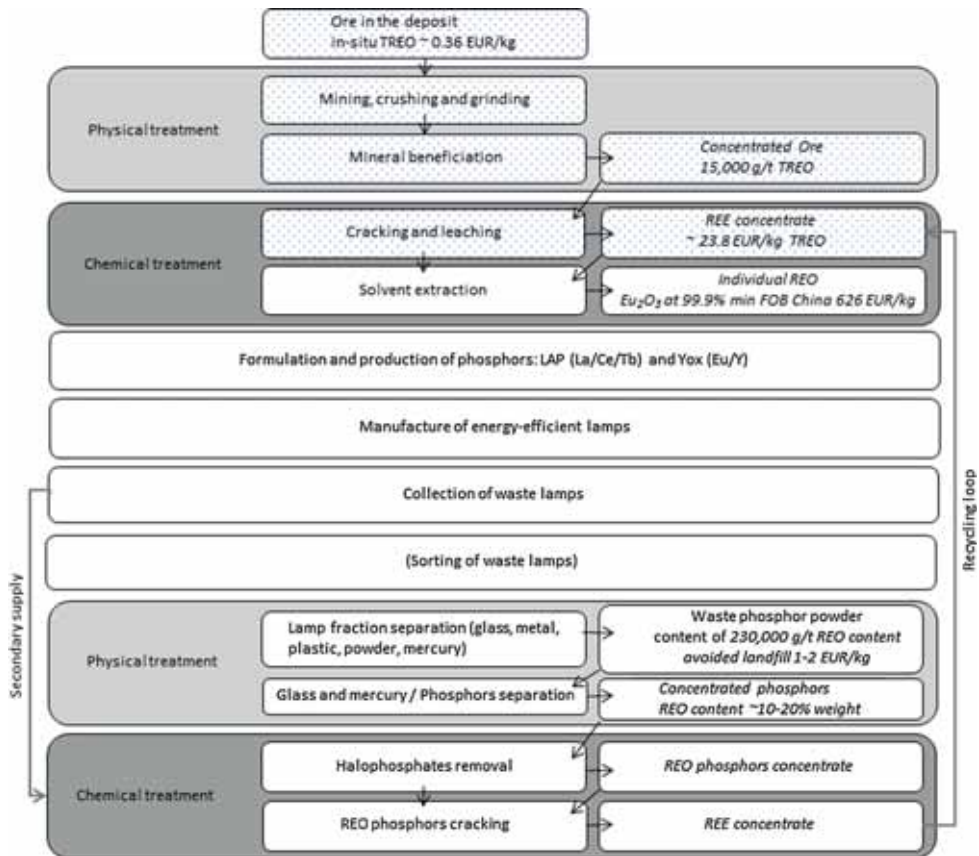 Ore in the deposit
in-situ TREO ~ 0.36 EUR/kg
Physical treatment
Mining, crushing and grinding
Mineral beneficiation
Concentrated Ore
15,000 g/t TREO
Chemical treatment
Cracking and leaching
REE concentrate
~ 23.8 EUR/kg TREO
Solvent extraction
Individual REO
Eu₂O₃ at 99.9% min FOB China 626 EUR/kg
Formulation and production of phosphors: LAP (La/Ce/Tb) and Yox (Eu/Y)
Manufacture of energy-efficient lamps
Collection of waste lamps
(Sorting of waste lamps)
Secondary supply
Recycling loop
Physical treatment
Lamp fraction separation (glass, metal,
plastic, powder, mercury)
Waste phosphor powder
content of 230,000 g/t REO content
avoided landfill 1-2 EUR/kg
Glass and mercury / Phosphors separation
Concentrated phosphors
REO content ~10-20% weight
Chemical treatment
Halophosphates removal
REO phosphors concentrate
REO phosphors cracking
REE concentrate